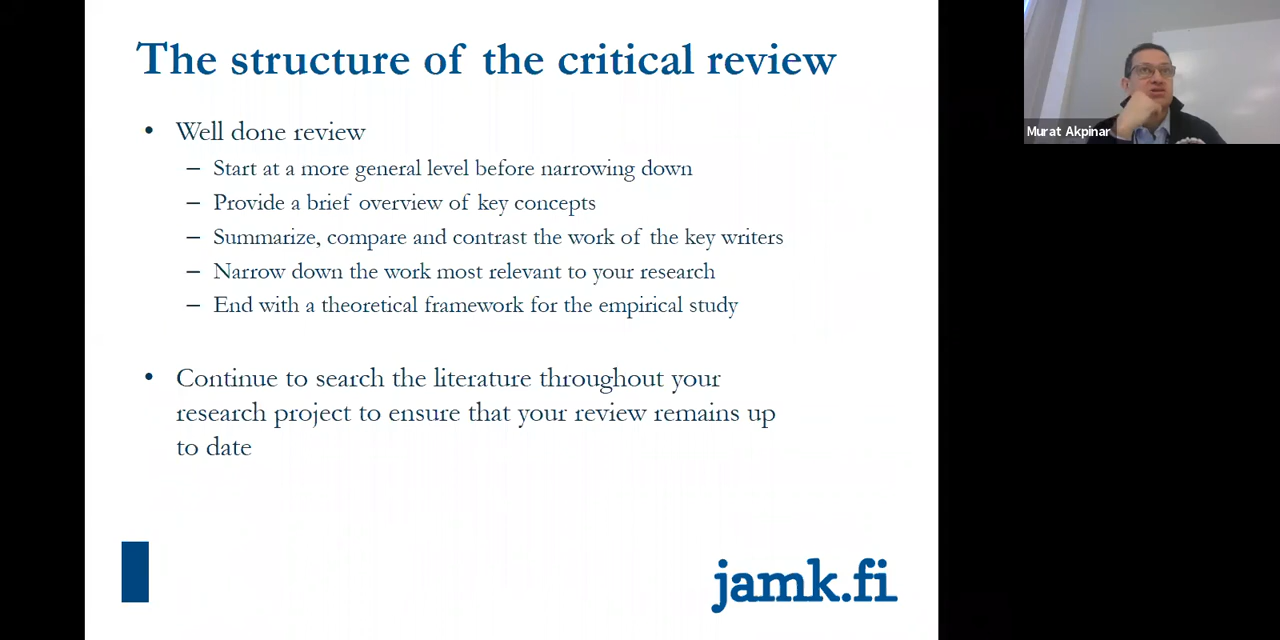 The structure of the critical review
• Well done review
– Start at a more general level before narrowing down
– Provide a brief overview of key concepts
– Summarize, compare and contrast the work of the key writers
– Narrow down the work most relevant to your research
– End with a theoretical framework for the empirical study
• Continue to search the literature throughout your
research project to ensure that your review remains up
to date
jamk.fi
Murat Akpinar